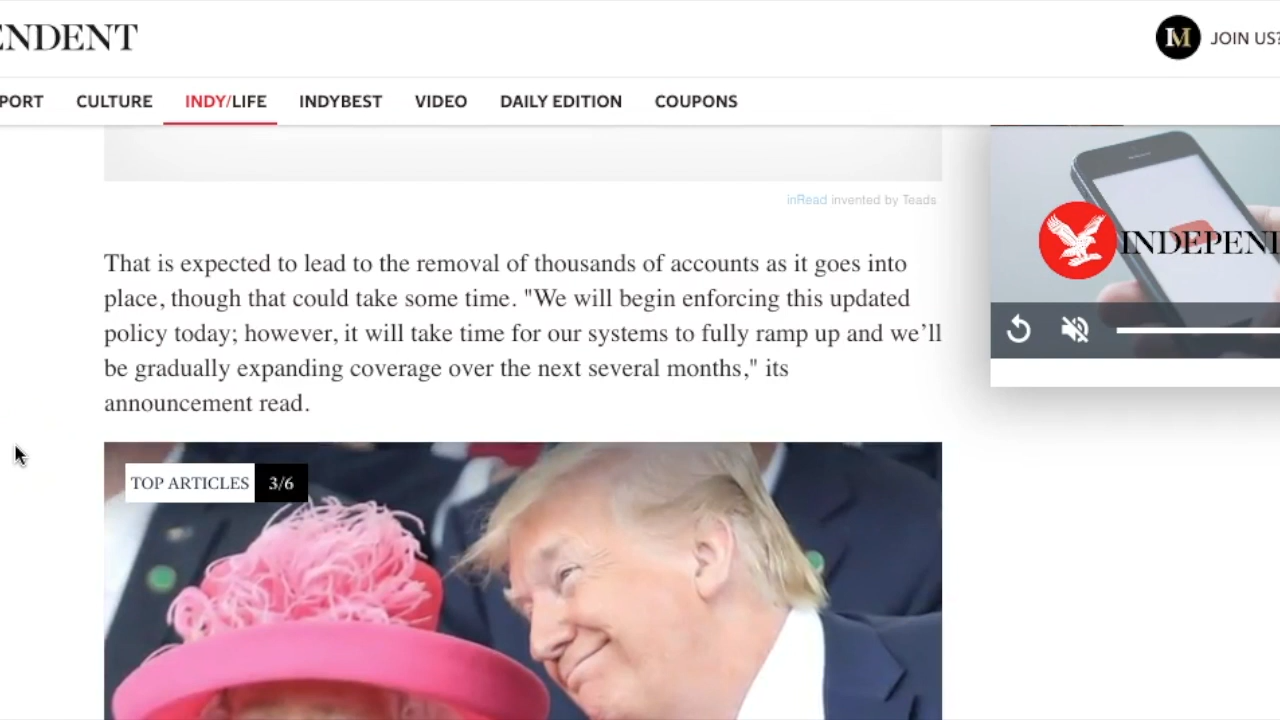 ENDENT
IM JOIN US?
PORT CULTURE INDY/LIFE INDYBEST VIDEO DAILY EDITION COUPONS
inRead invented by Teads
INDEPENT
That is expected to lead to the removal of thousands of accounts as it goes into
place, though that could take some time. "We will begin enforcing this updated
policy today; however, it will take time for our systems to fully ramp up and we’ll
be gradually expanding coverage over the next several months," its
announcement read.
TOP ARTICLES 3/6